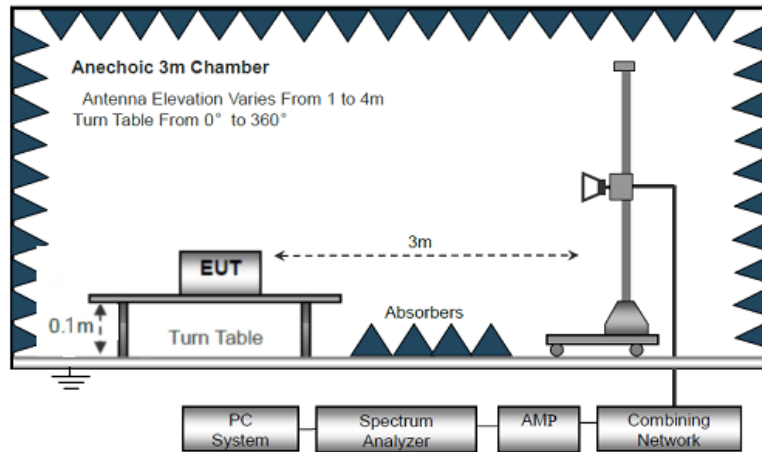 Anechoic 3m Chamber
Antenna Elevation Varies From 1 to 4m
Turn Table From 0° to 360°
3m
EUT
0.1m
Turn Table
Absorbers
PC
System
Spectrum
Analyzer
AMP
Combining
Network